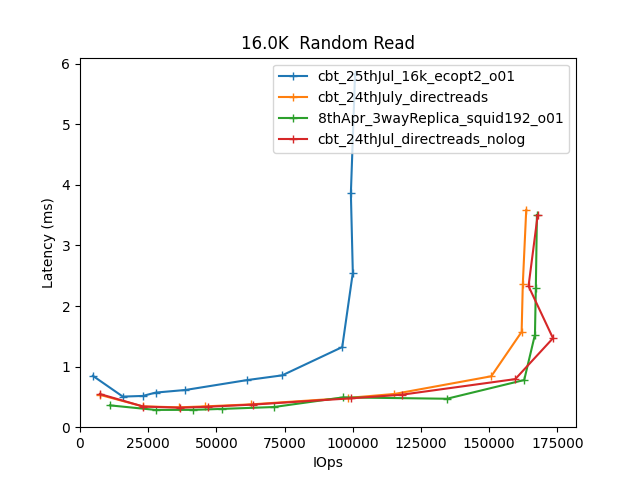 16.0K  Random Read
cbt_25thJul_16k_ecopt2_o01
cbt_24thJuly_directreads
8thApr_3wayReplica_squid192_o01
cbt_24thJul_directreads_nolog
Latency (ms)
6
5
4
3
2
1
0
0 25000 50000 75000 100000 125000 150000 175000
IOps